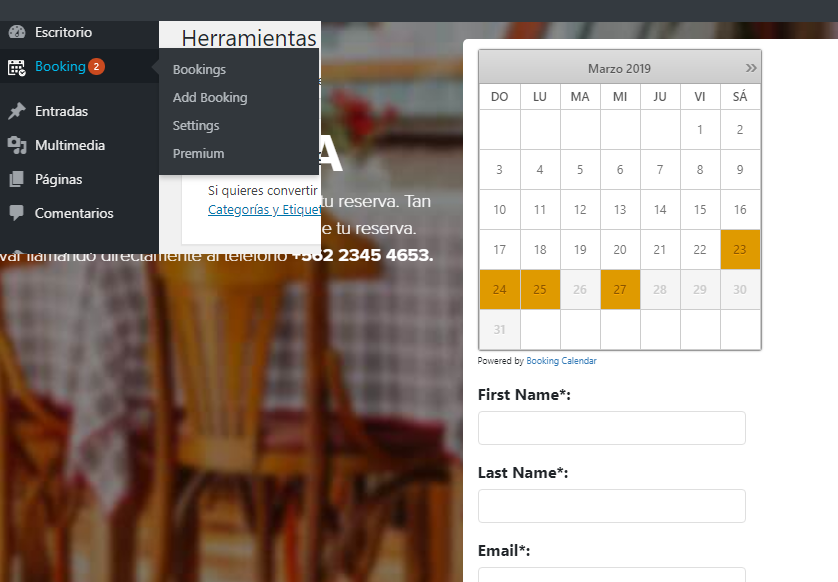 Escritorio
Booking 2
Entradas
Multimedia
Páginas
Comentarios
Herramientas
Bookings
Add Booking
Settings
Premium
A
Si quieres convertir
Categorías y Etiquet
tu reserva. Tan
e tu reserva.
var llamando directamente al teléfono +562 2345 4653.
Marzo 2019 »
DO LU MA MI JU VI SÁ
1 2
3 4 5 6 7 8 9
10 11 12 13 14 15 16
17 18 19 20 21 22 23
24 25 26 27 28 29 30
31
Powered by Booking Calendar
First Name*:
Last Name*:
Email*: